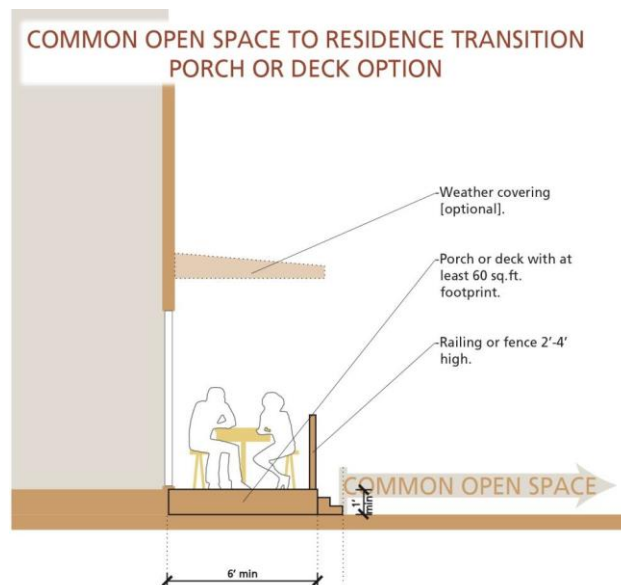 COMMON OPEN SPACE TO RESIDENCE TRANSITION
PORCH OR DECK OPTION
Weather covering
[optional].
Porch or deck with at
least 60 sq.ft.
footprint.
Railing or fence 2'-4'
high.
COMMON OPEN SPACE
1'
min
6' min